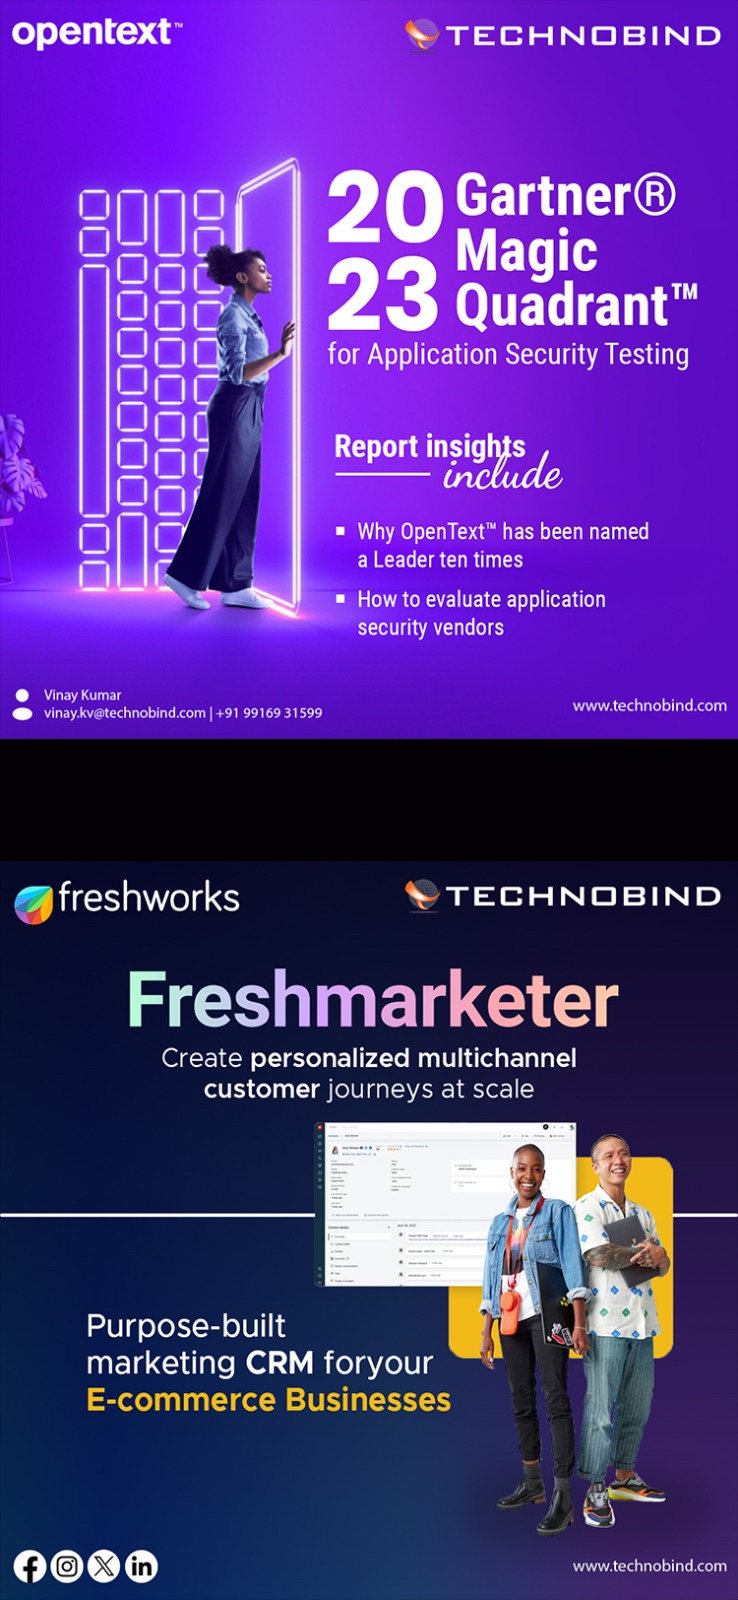 opentext™
TECHNOBIND
2023
Gartner®
Magic
Quadrant™
for Application Security Testing
Report insights
include
Why OpenText™ has been named
a Leader ten times
How to evaluate application
security vendors
Vinay Kumar
vinay.kv@technobind.com | +91 99169 31599
www.technobind.com
freshworks
TECHNOBIND
Freshmarketer
Create personalized multichannel
customer journeys at scale
Purpose-built
marketing CRM foryour
E-commerce Businesses
www.technobind.com